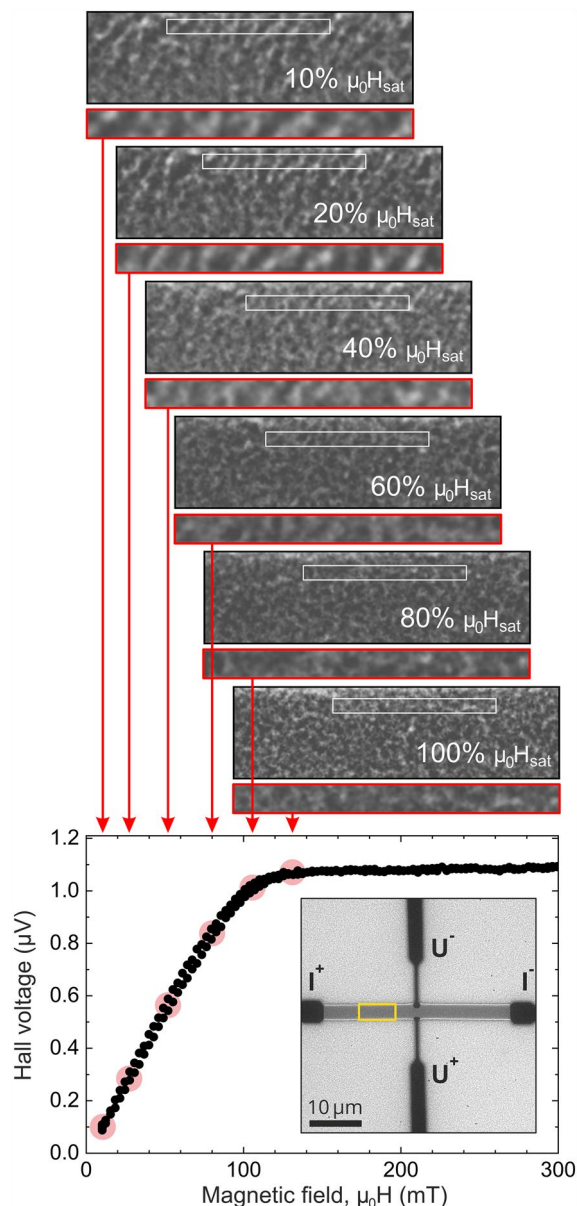 10% μ₀Hsat
20% μ₀Hsat
40% μ₀Hsat
60% μ₀Hsat
80% μ₀Hsat
100% μ₀Hsat
1.2
1.0
0.8
0.6
0.4
0.2
0.0
Hall voltage (μV)
U⁻
I⁺
I⁻
U⁺
10 μm
0
100
200
300
Magnetic field, μ₀H (mT)